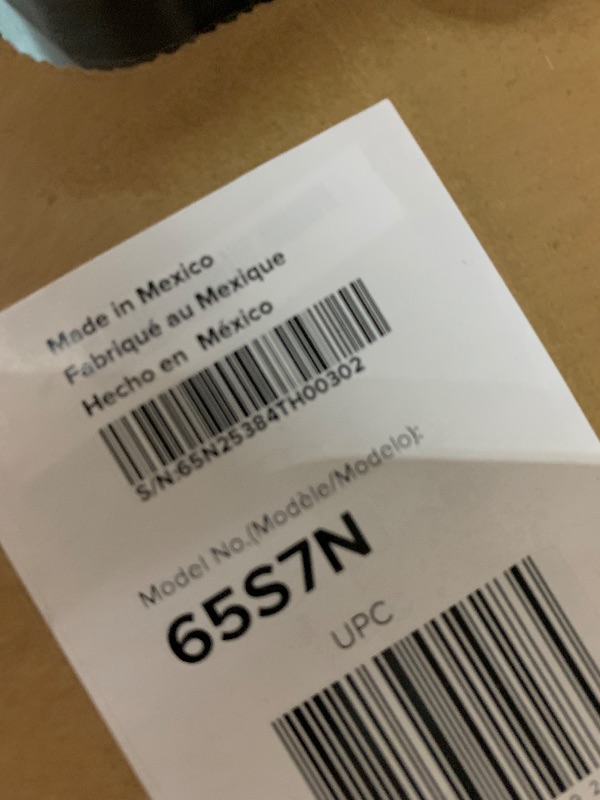 Made in Mexico
Fabriqué au Mexique
Hecho en México
S/N:65N25384TH00302
Model No.(Modèle/Modelo):
65S7N
UPC